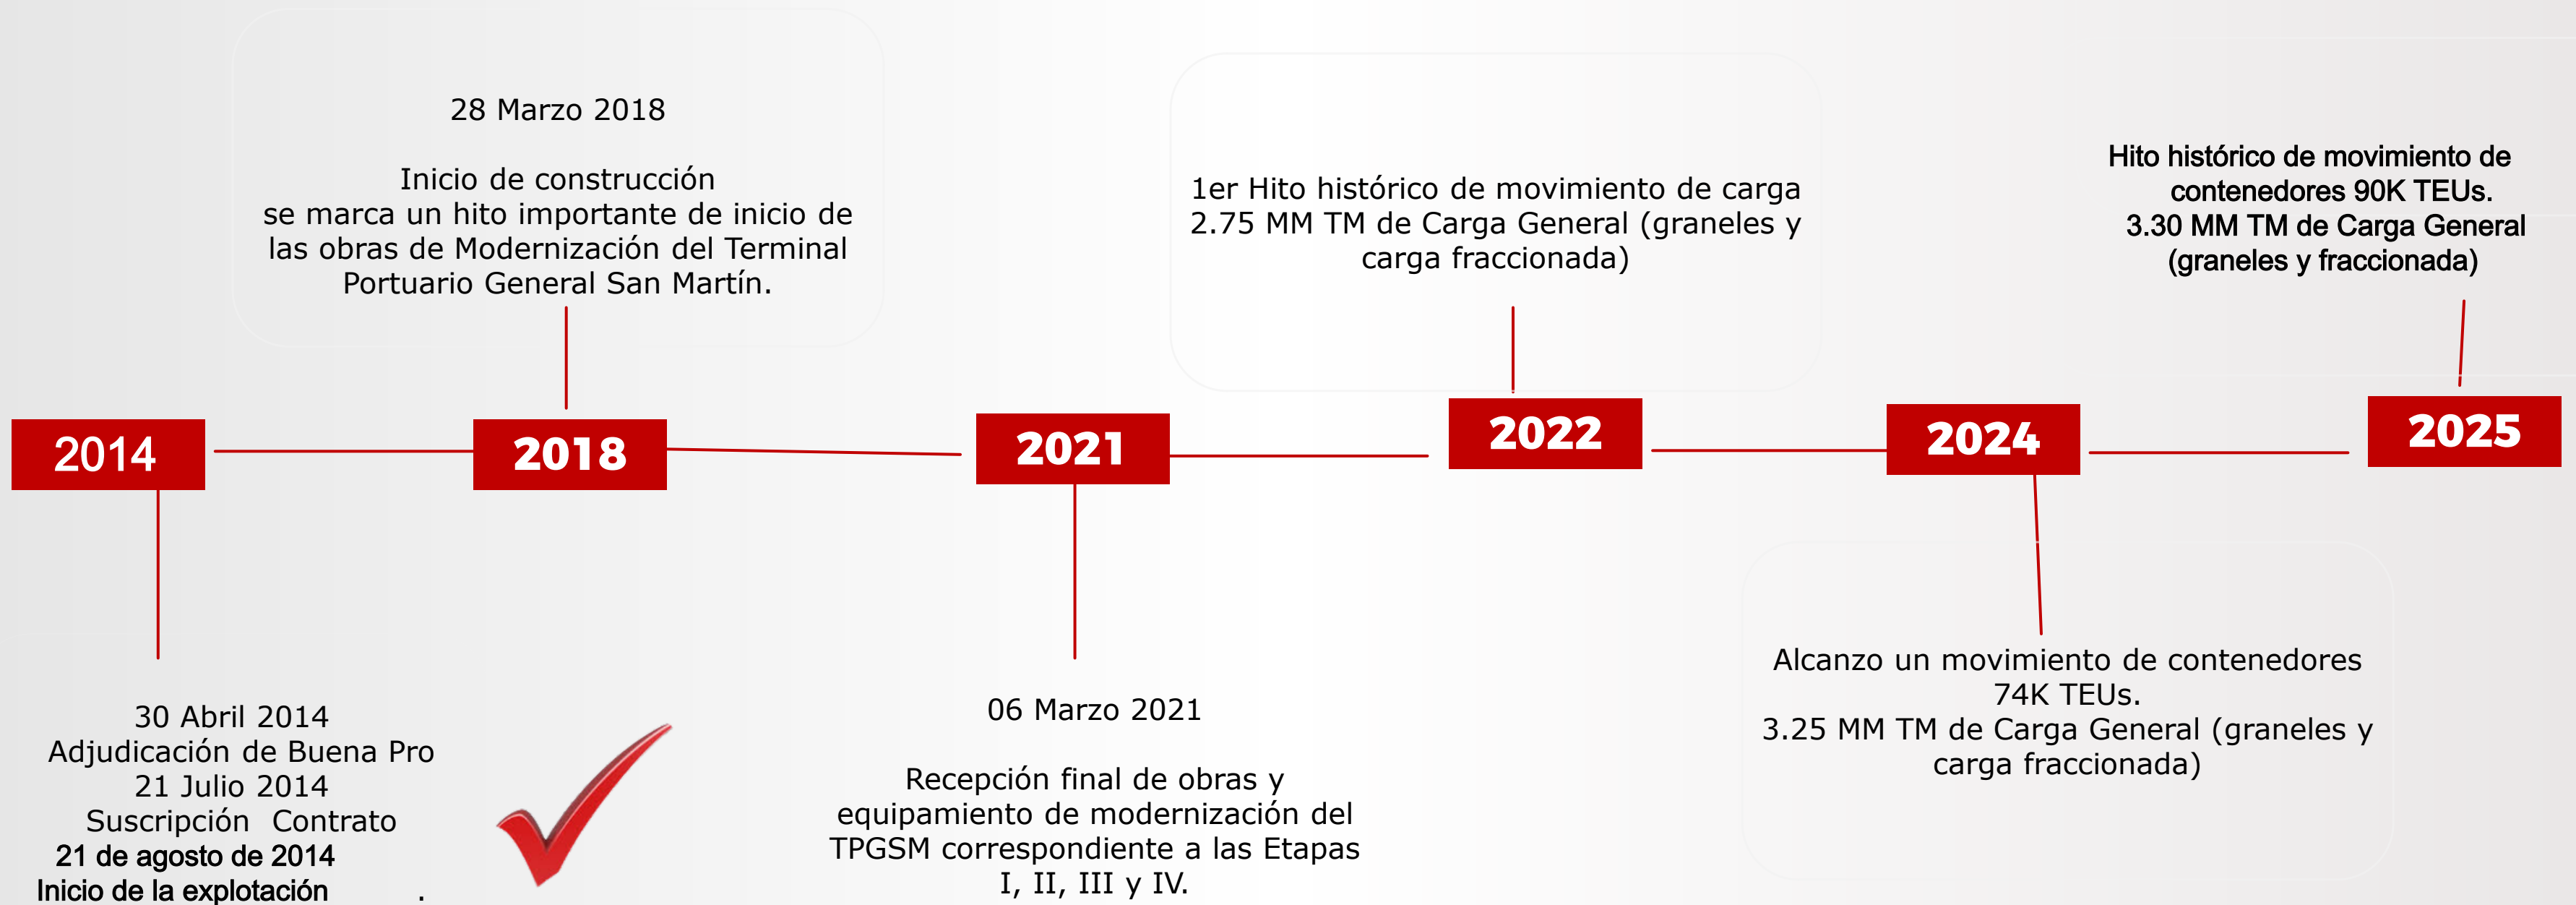 2014
30 Abril 2014
Adjudicación de Buena Pro
21 Julio 2014
Suscripción  Contrato
21 de agosto de 2014
Inicio de la explotación .
28 Marzo 2018
Inicio de construcción
se marca un hito importante de inicio de
las obras de Modernización del Terminal
Portuario General San Martín.
2018
2021
06 Marzo 2021
Recepción final de obras y
equipamiento de modernización del
TPGSM correspondiente a las Etapas
I, II, III y IV.
1er Hito histórico de movimiento de carga
2.75 MM TM de Carga General (graneles y
carga fraccionada)
2022
2024
Alcanzo un movimiento de contenedores
74K TEUs.
3.25 MM TM de Carga General (graneles y
carga fraccionada)
Hito histórico de movimiento de
contenedores 90K TEUs.
3.30 MM TM de Carga General
(graneles y fraccionada)
2025